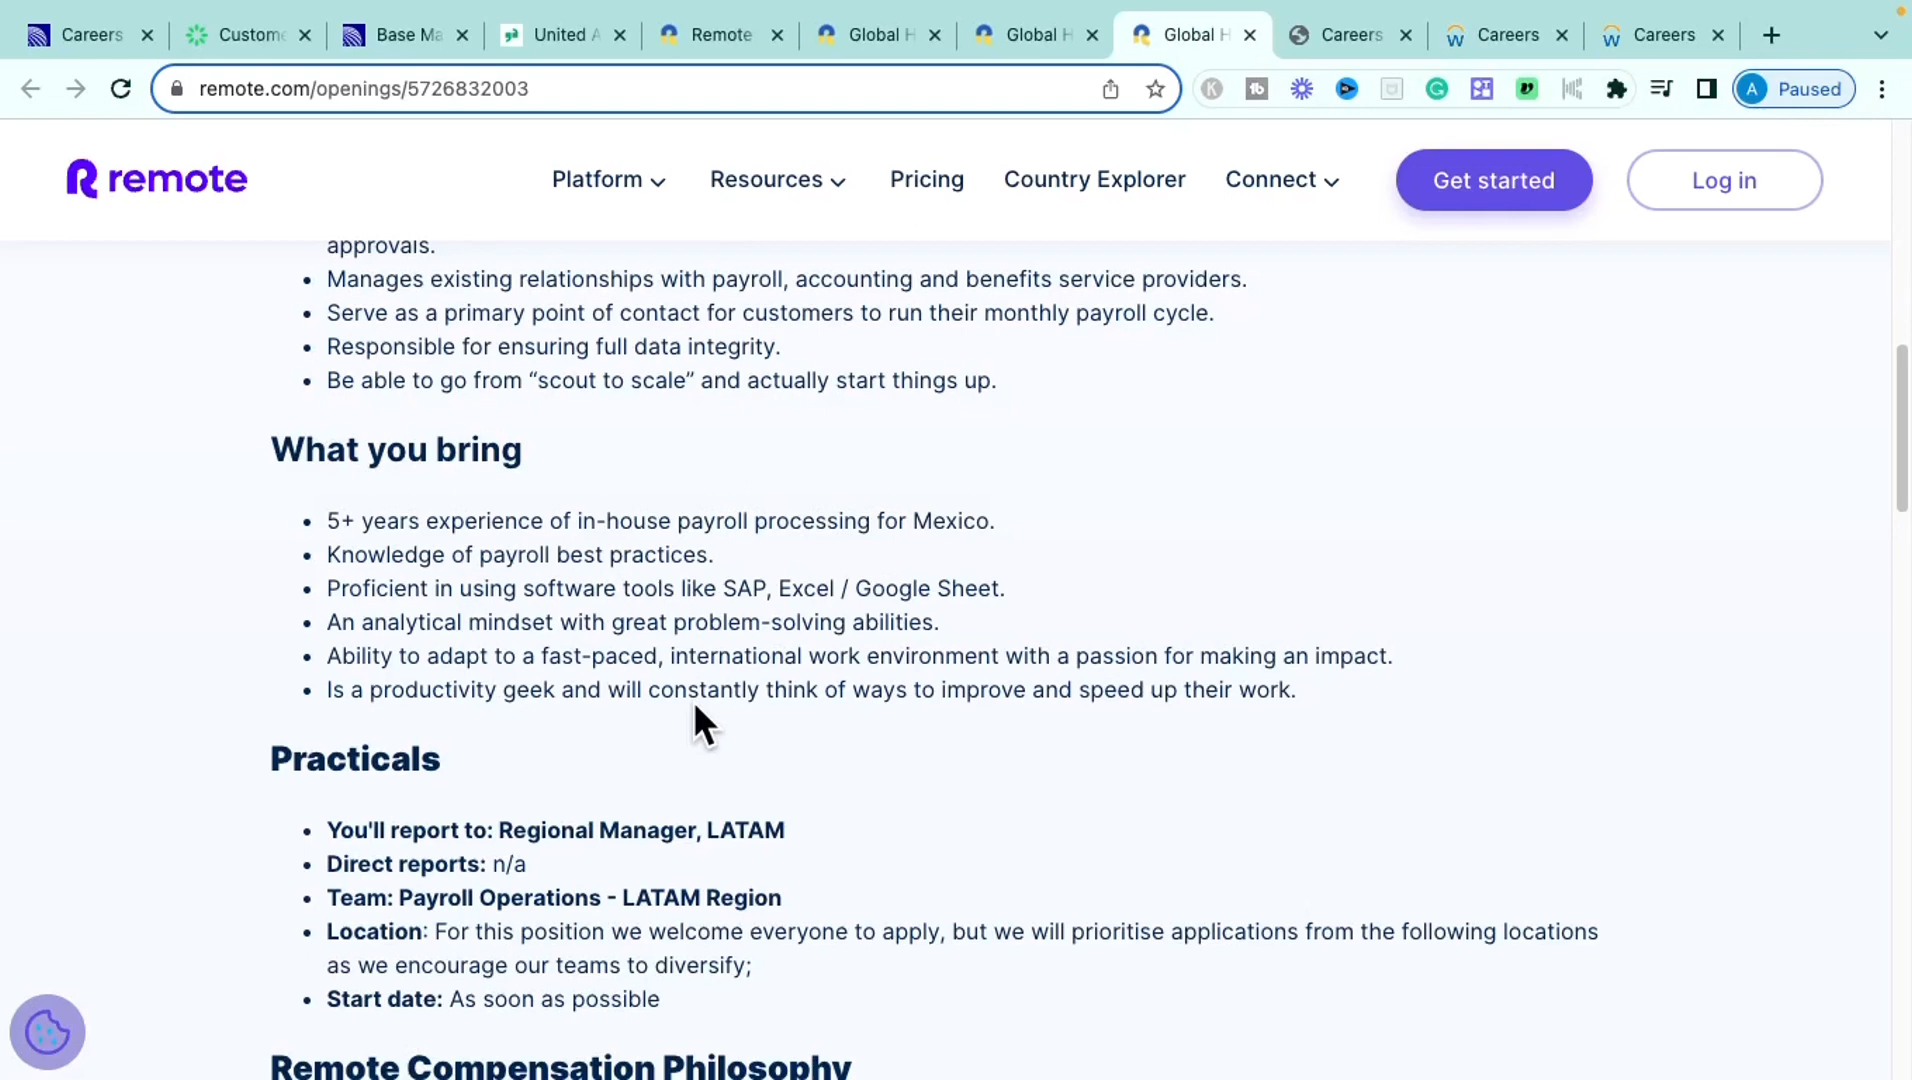 Careers
Custome
Base Ma
United A
Remote
Global H
Global H
Global H
Careers
Careers
Careers
remote.com/openings/5726832003
A Paused
remote
Platform
Resources
Pricing
Country Explorer
Connect
Get started
Log in
approvals.
• Manages existing relationships with payroll, accounting and benefits service providers.
• Serve as a primary point of contact for customers to run their monthly payroll cycle.
• Responsible for ensuring full data integrity.
• Be able to go from “scout to scale” and actually start things up.
What you bring
• 5+ years experience of in-house payroll processing for Mexico.
• Knowledge of payroll best practices.
• Proficient in using software tools like SAP, Excel / Google Sheet.
• An analytical mindset with great problem-solving abilities.
• Ability to adapt to a fast-paced, international work environment with a passion for making an impact.
• Is a productivity geek and will constantly think of ways to improve and speed up their work.
Practicals
• You'll report to: Regional Manager, LATAM
• Direct reports: n/a
• Team: Payroll Operations - LATAM Region
• Location: For this position we welcome everyone to apply, but we will prioritise applications from the following locations
as we encourage our teams to diversify;
• Start date: As soon as possible
Remote Compensation Philosophy